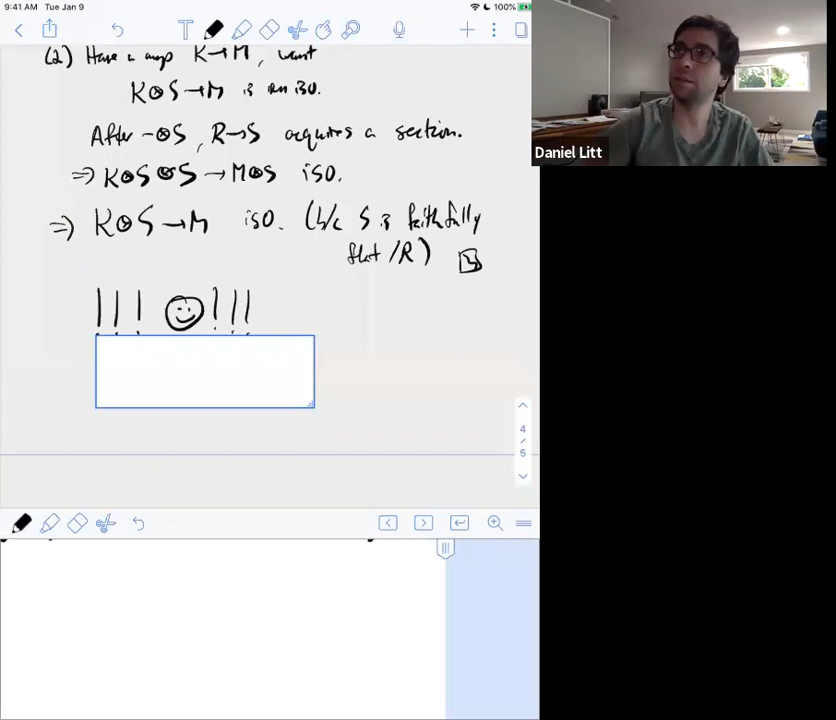 9:41 AM Tue Jan 9
100%
(2) Have a map K→M, want
K⊗S→M is an iso.
After -⊗S, R→S acquires a section.
⇒ K⊗S⊗S → M⊗S iso.
⇒ K⊗S→M iso. (b/c S is faithfully
flat /R)
! ! ! ☺ ! ! !
4
/
5
Daniel Litt